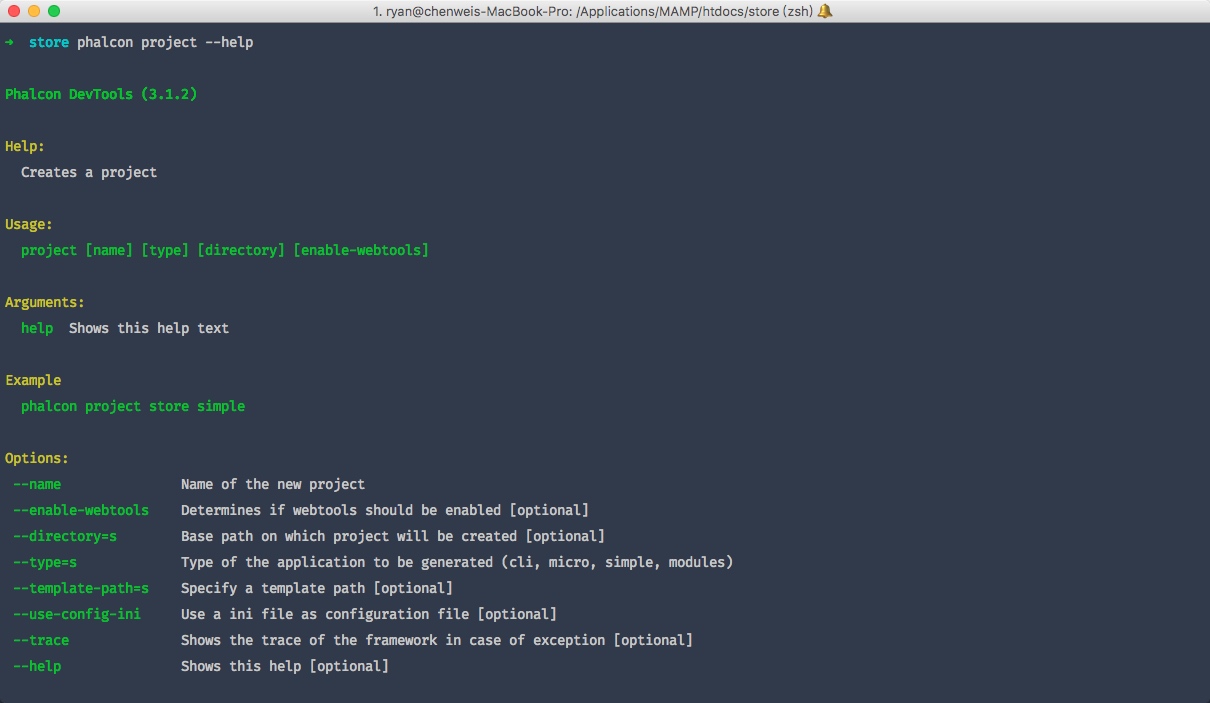 1. ryan@chenweis-MacBook-Pro: /Applications/MAMP/htdocs/store (zsh) 🔔
➜  store phalcon project --help
Phalcon DevTools (3.1.2)
Help:
  Creates a project
Usage:
  project [name] [type] [directory] [enable-webtools]
Arguments:
  help  Shows this help text
Example
  phalcon project store simple
Options:
 --name               Name of the new project
 --enable-webtools    Determines if webtools should be enabled [optional]
 --directory=s        Base path on which project will be created [optional]
 --type=s             Type of the application to be generated (cli, micro, simple, modules)
 --template-path=s    Specify a template path [optional]
 --use-config-ini     Use a ini file as configuration file [optional]
 --trace              Shows the trace of the framework in case of exception [optional]
 --help               Shows this help [optional]